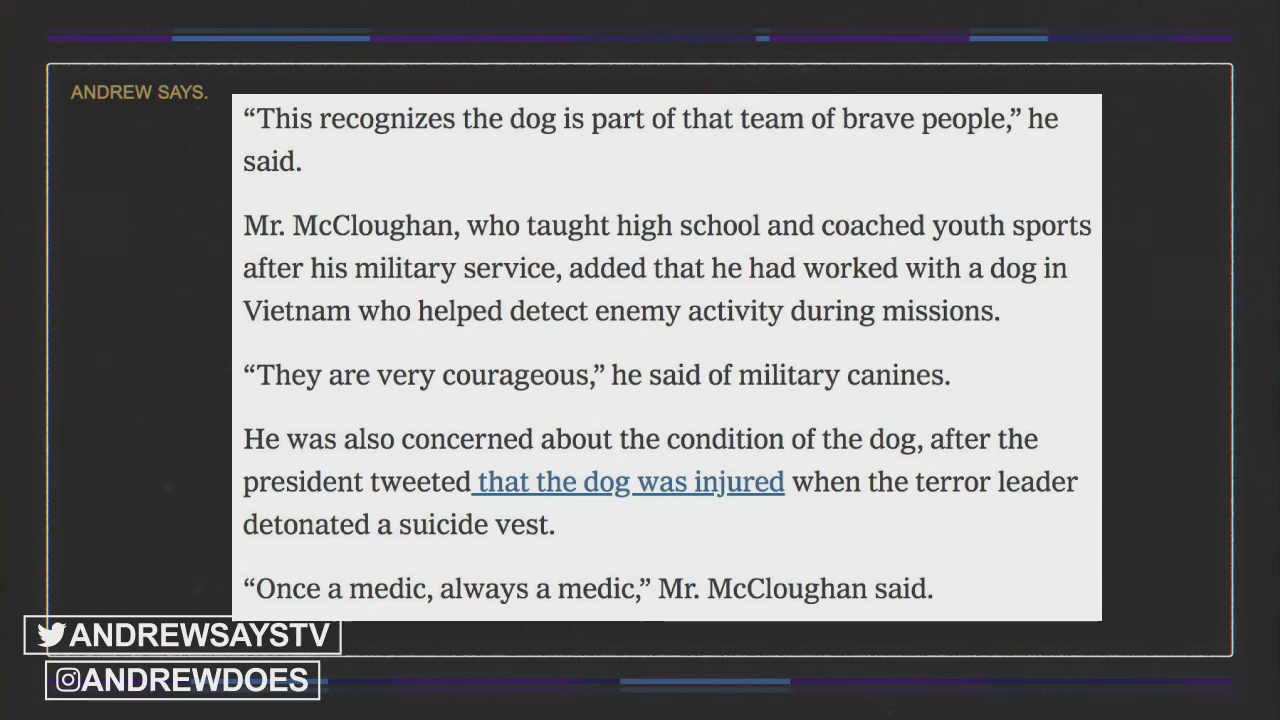 ANDREW SAYS.
“This recognizes the dog is part of that team of brave people,” he
said.
Mr. McCloughan, who taught high school and coached youth sports
after his military service, added that he had worked with a dog in
Vietnam who helped detect enemy activity during missions.
“They are very courageous,” he said of military canines.
He was also concerned about the condition of the dog, after the
president tweeted that the dog was injured when the terror leader
detonated a suicide vest.
“Once a medic, always a medic,” Mr. McCloughan said.
ANDREWSAYSTV
ANDREWDOES